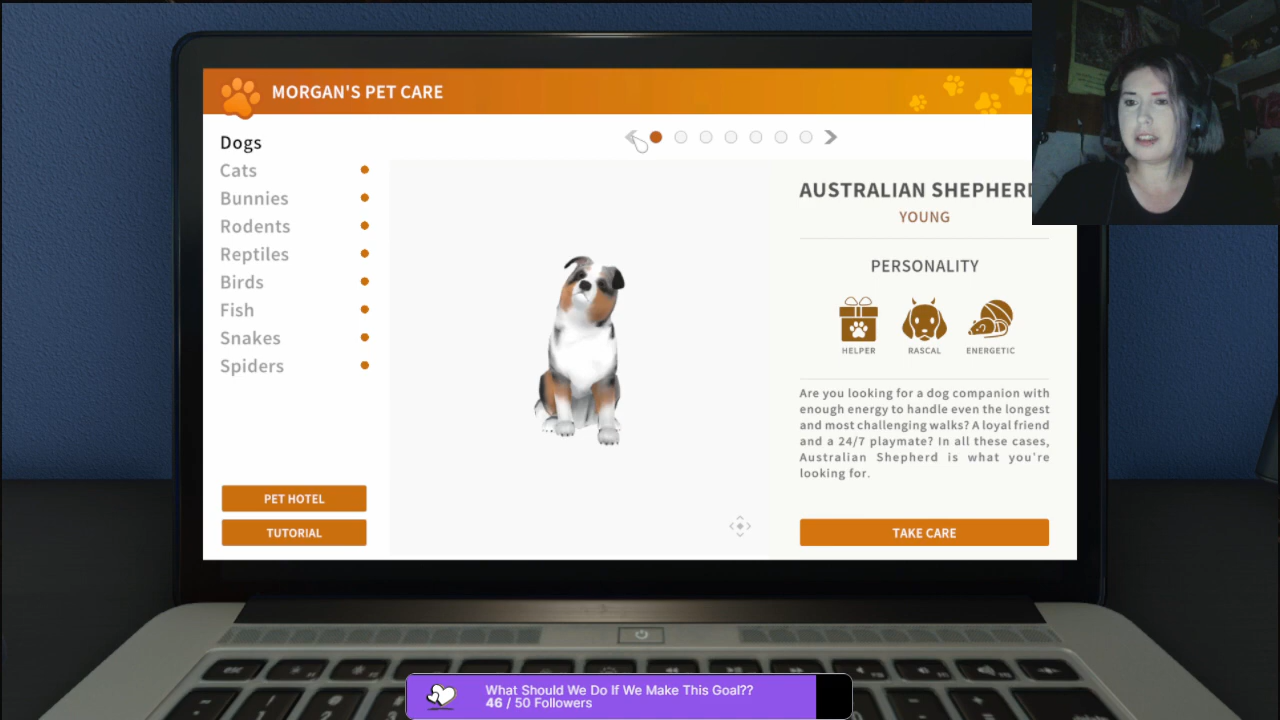 MORGAN'S PET CARE
Dogs
Cats
Bunnies
Rodents
Reptiles
Birds
Fish
Snakes
Spiders
PET HOTEL
TUTORIAL
AUSTRALIAN SHEPHERD
YOUNG
PERSONALITY
HELPER
RASCAL
ENERGETIC
Are you looking for a dog companion with
enough energy to handle even the longest
and most challenging walks? A loyal friend
and a 24/7 playmate? In all these cases,
Australian Shepherd is what you're
looking for.
TAKE CARE
esc
What Should We Do If We Make This Goal??
46 / 50 Followers